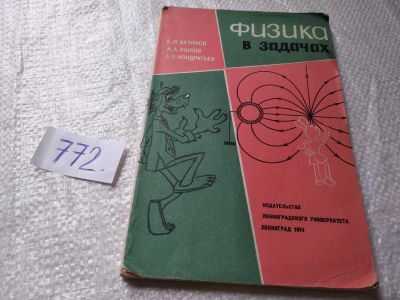 Е. И. БУТИКОВ
А. А. БЫКОВ
А. С. КОНДРАТЬЕВ
ФИЗИКА
В ЗАДАЧАХ
772.
ИЗДАТЕЛЬСТВО
ЛЕНИНГРАДСКОГО УНИВЕРСИТЕТА
ЛЕНИНГРАД 1974